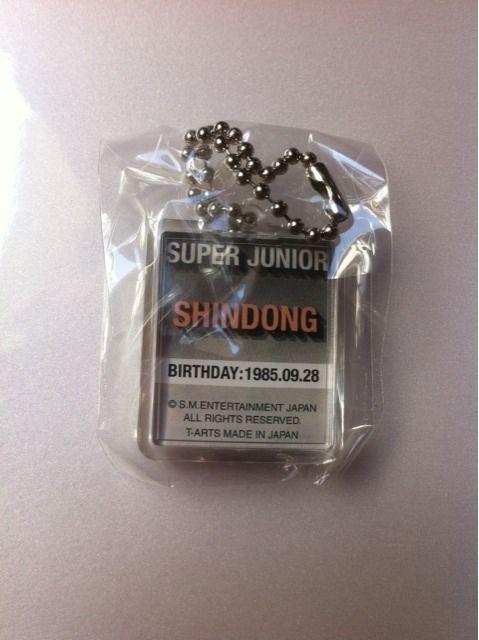 SUPER JUNIOR
SHINDONG
BIRTHDAY:1985.09.28
© S.M.ENTERTAINMENT JAPAN
ALL RIGHTS RESERVED.
T-ARTS MADE IN JAPAN